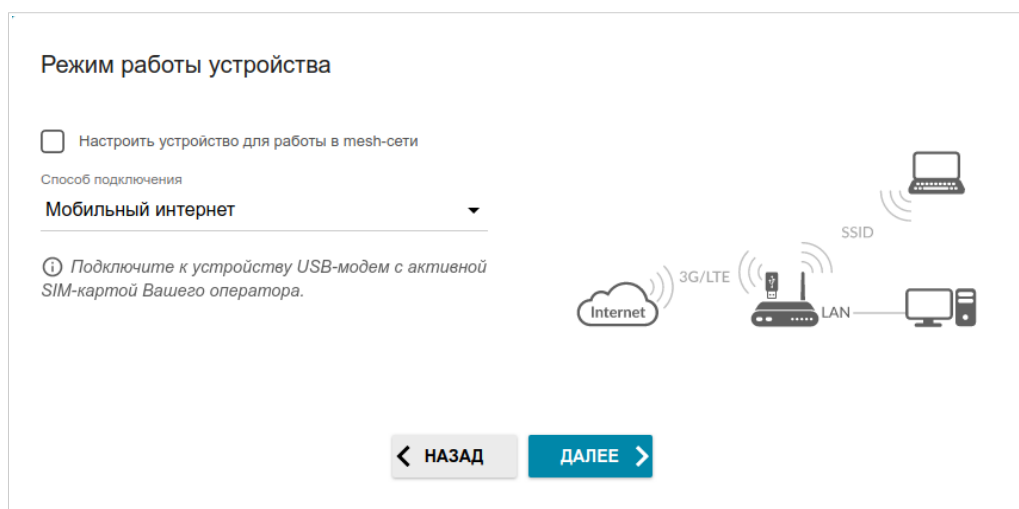 Режим работы устройства
Настроить устройство для работы в mesh-сети
Способ подключения
Мобильный интернет
Подключите к устройству USB-модем с активной
SIM-картой Вашего оператора.
SSID
3G/LTE
Internet
LAN
НАЗАД
ДАЛЕЕ